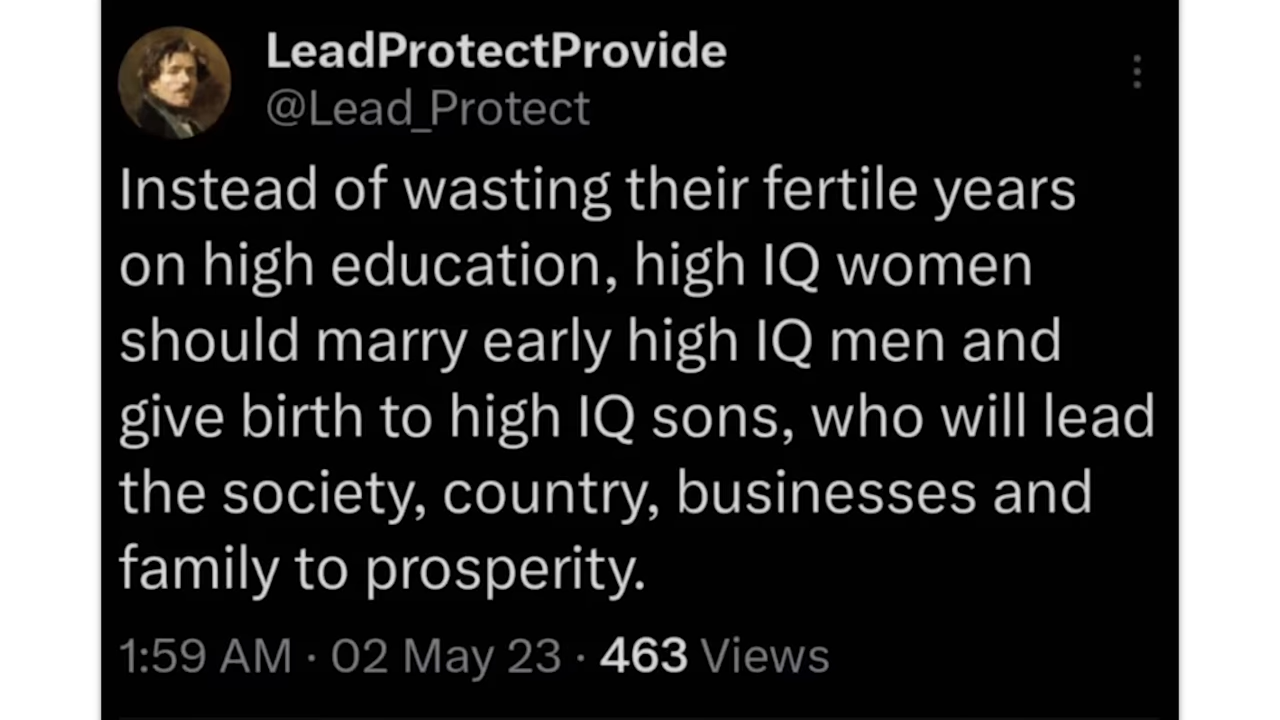 LeadProtectProvide
@Lead_Protect
Instead of wasting their fertile years
on high education, high IQ women
should marry early high IQ men and
give birth to high IQ sons, who will lead
the society, country, businesses and
family to prosperity.
1:59 AM · 02 May 23 · 463 Views